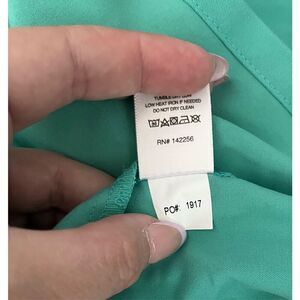 TUMBLE DRY LOW
LOW HEAT IRON, IF NEEDED
DO NOT DRY CLEAN
RN# 142256
PO#: 1917